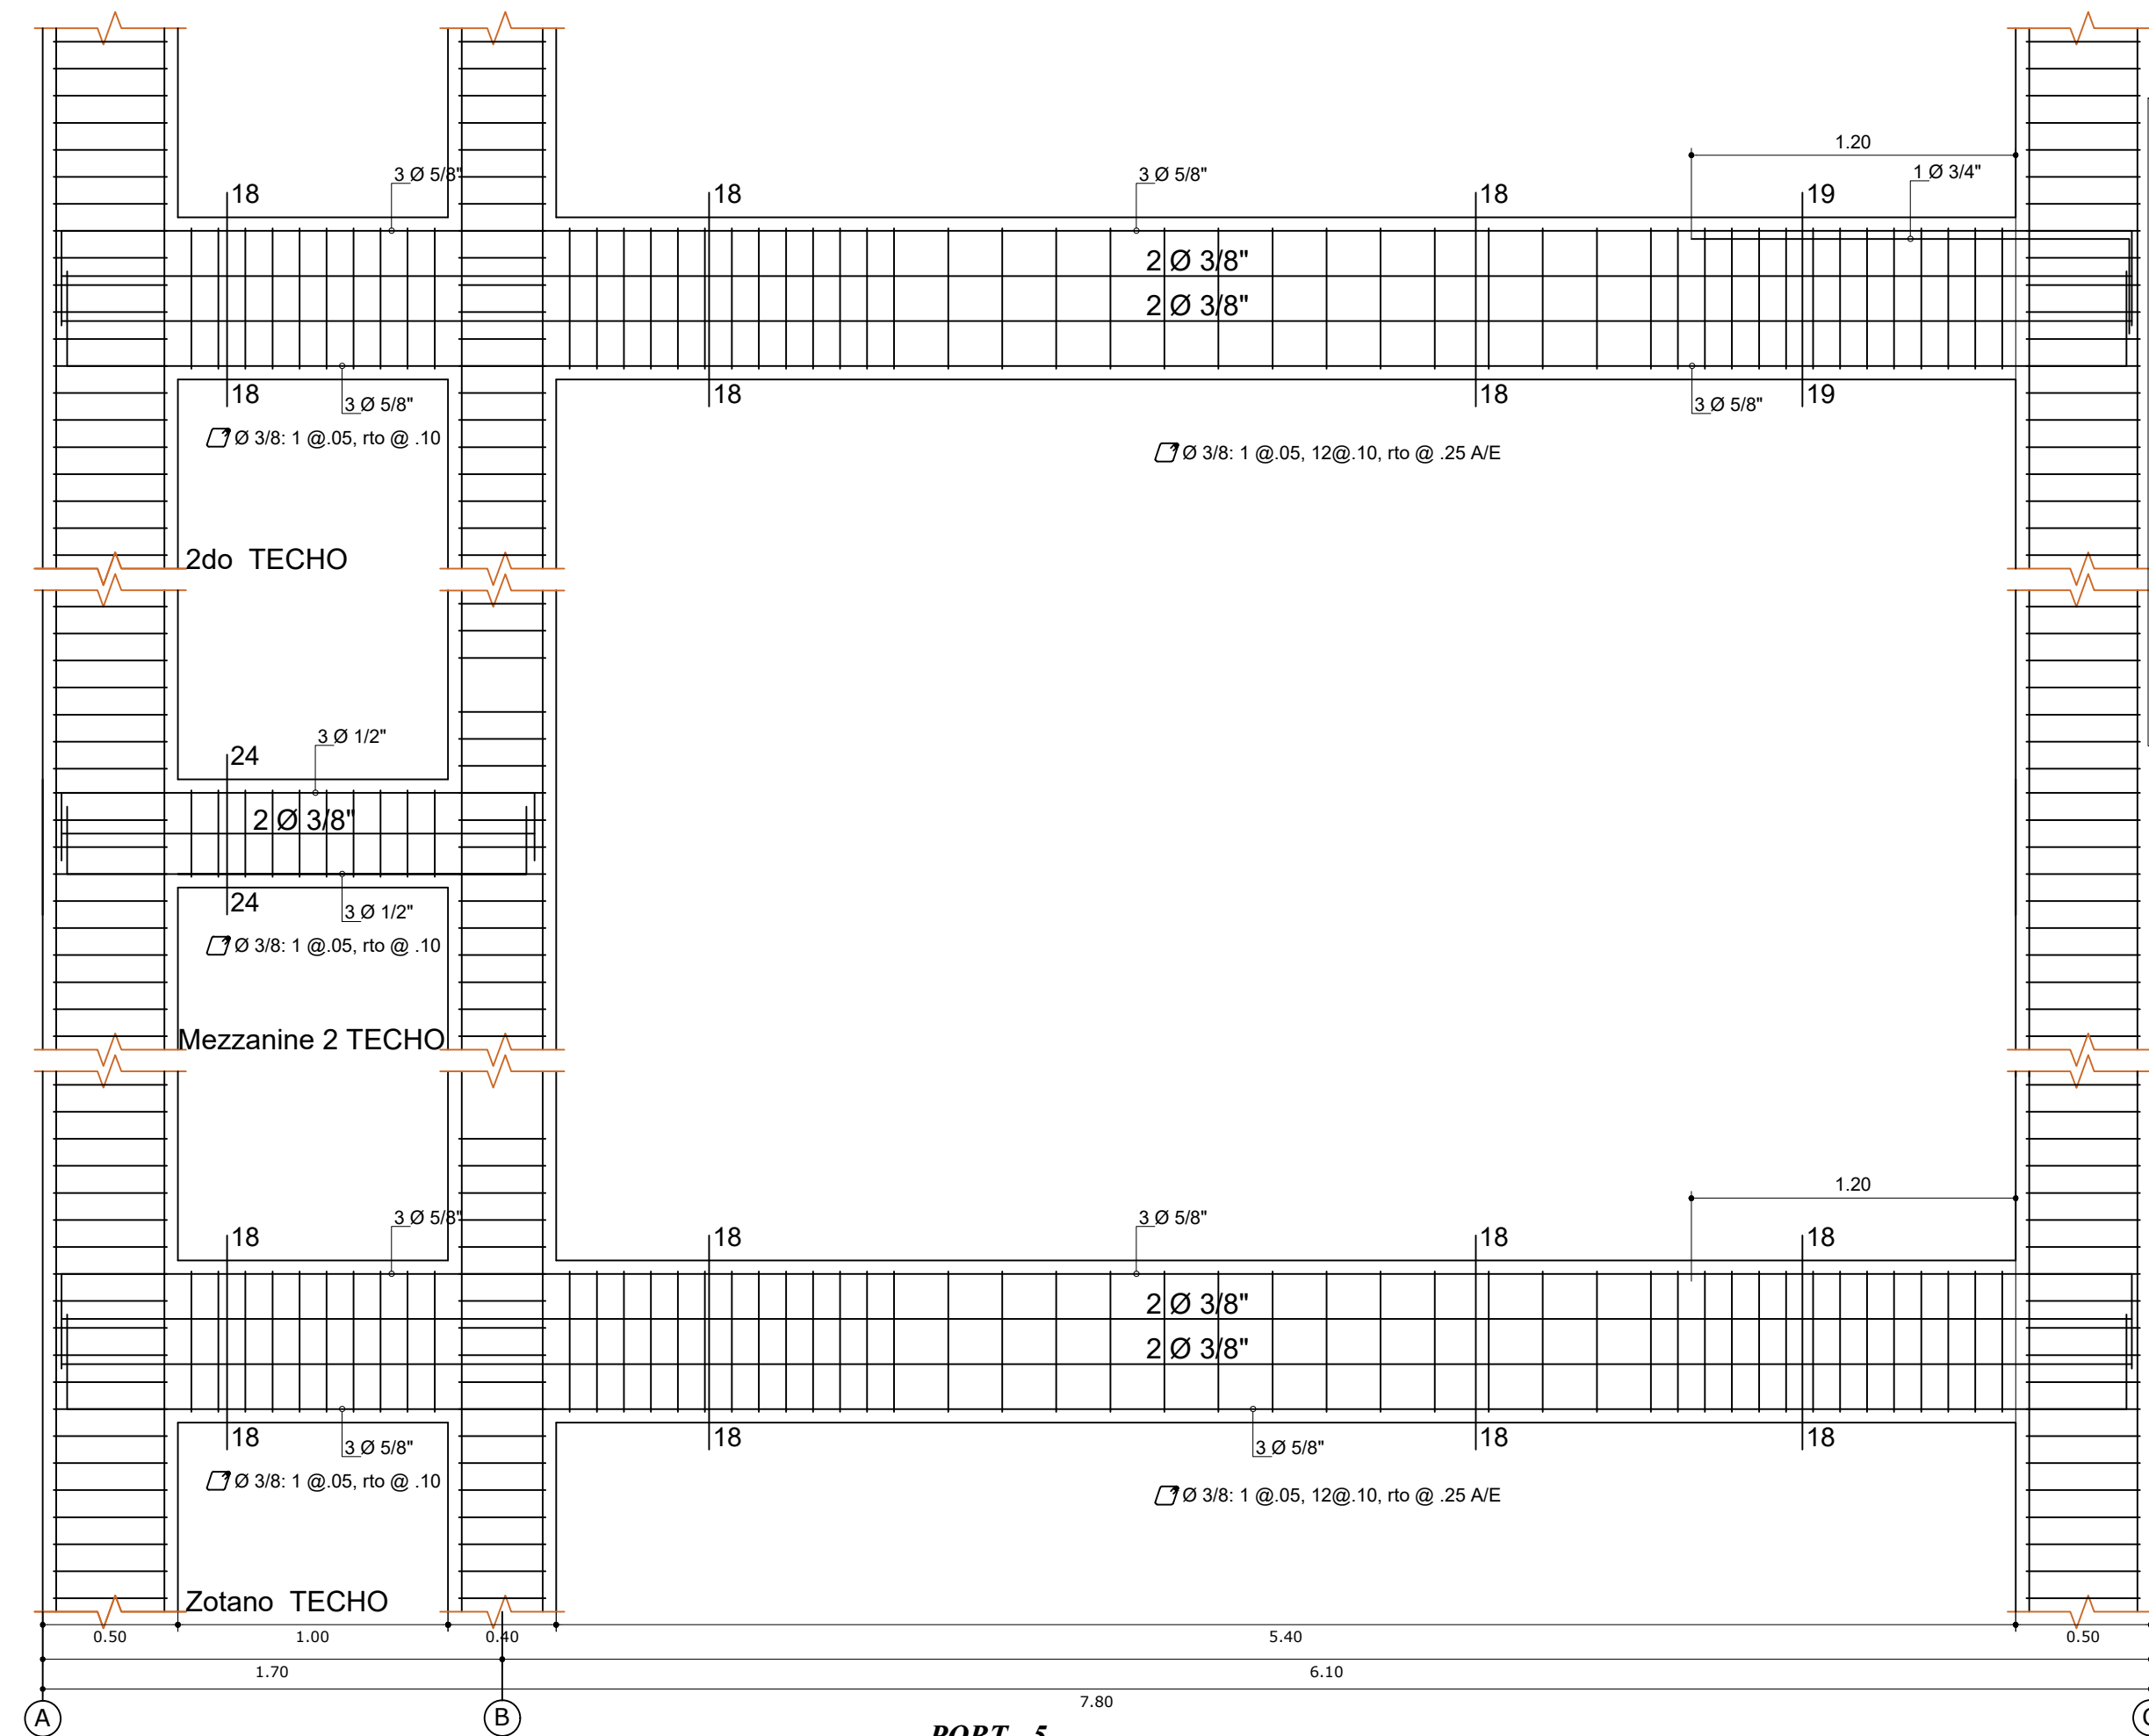 1.20
3 Ø 5/8"
3 Ø 5/8"
1 Ø 3/4"
18
18
18
19
2 Ø 3/8"
2 Ø 3/8"
18
18
18
19
3 Ø 5/8"
3 Ø 5/8"
Ø 3/8: 1 @.05, rto @ .10
Ø 3/8: 1 @.05, 12@.10, rto @ .25 A/E
2do TECHO
3 Ø 1/2"
24
2 Ø 3/8"
24
3 Ø 1/2"
Ø 3/8: 1 @.05, rto @ .10
Mezzanine 2 TECHO
1.20
3 Ø 5/8"
3 Ø 5/8"
18
18
18
18
2 Ø 3/8"
2 Ø 3/8"
18
18
18
18
3 Ø 5/8"
3 Ø 5/8"
Ø 3/8: 1 @.05, rto @ .10
Ø 3/8: 1 @.05, 12@.10, rto @ .25 A/E
Zotano TECHO
0.50
1.00
0.40
5.40
0.50
1.70
6.10
7.80
A
B
PORT. 5